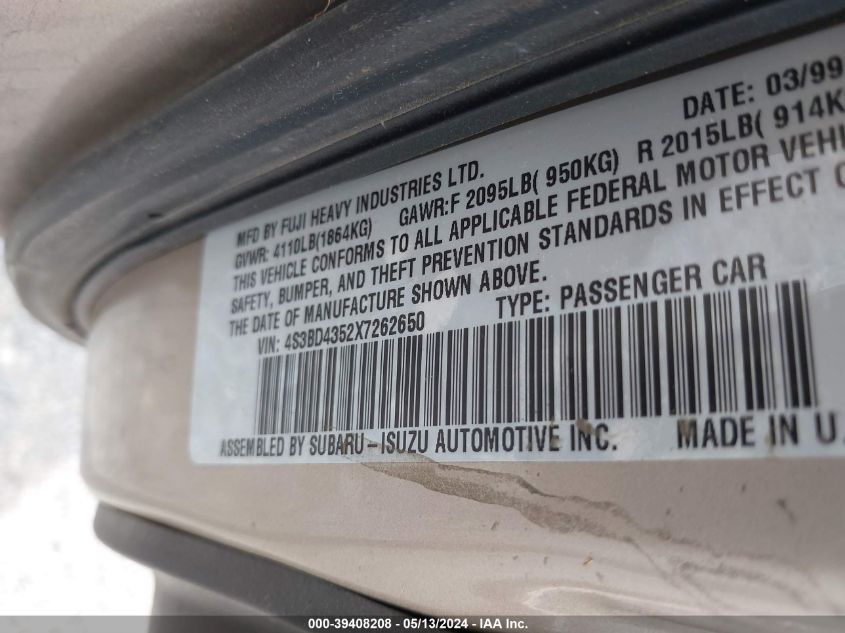 DATE: 03/99
MFD BY FUJI HEAVY INDUSTRIES LTD.
GVWR: 4110LB(1864KG) GAWR:F 2095LB( 950KG) R 2015LB( 914K
THIS VEHICLE CONFORMS TO ALL APPLICABLE FEDERAL MOTOR VEHI
SAFETY, BUMPER, AND THEFT PREVENTION STANDARDS IN EFFECT O
THE DATE OF MANUFACTURE SHOWN ABOVE.
VIN: 4S3BD4352X7262650 TYPE: PASSENGER CAR
ASSEMBLED BY SUBARU-ISUZU AUTOMOTIVE INC. MADE IN U.
000-39408208 - 05/13/2024 - IAA Inc.